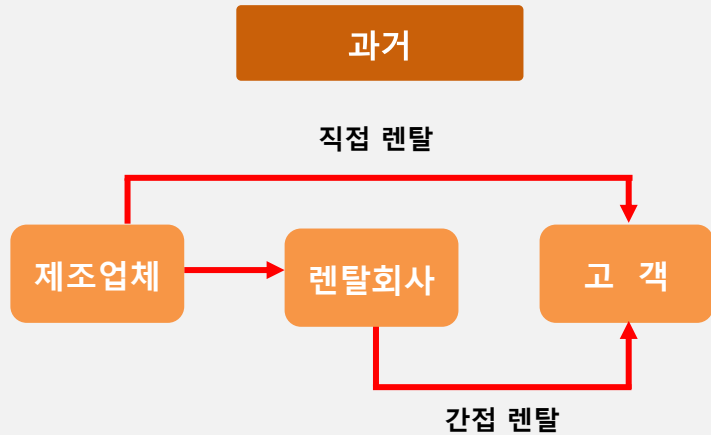 과거
직접 렌탈
제조업체
렌탈회사
고 객
간접 렌탈